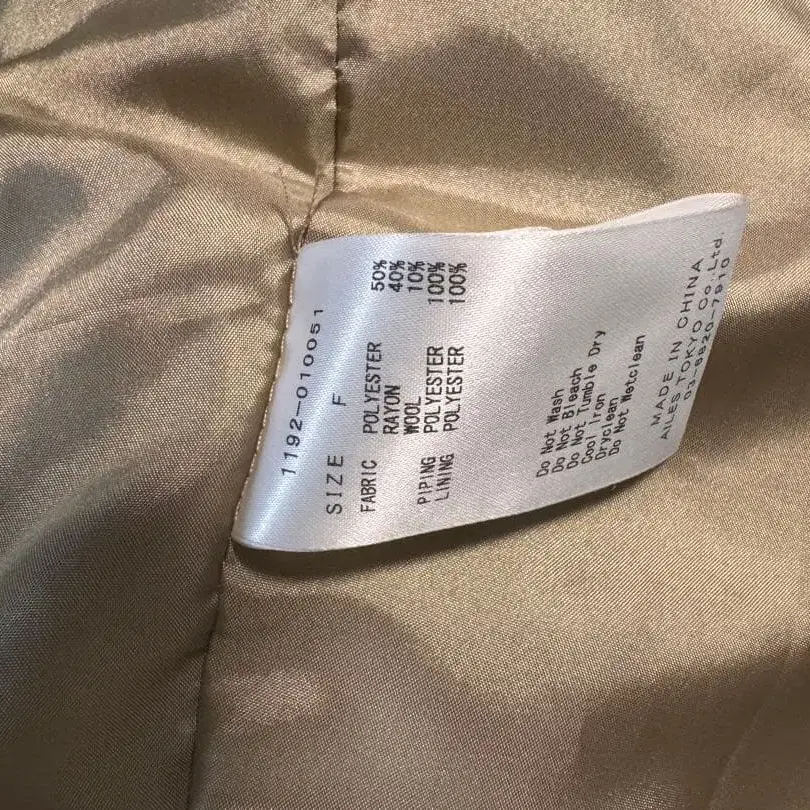 1192-010051
SIZE F
FABRIC POLYESTER 50%
RAYON 40%
WOOL 10%
PIPING POLYESTER 100%
LINING POLYESTER 100%
Do Not Wash
Do Not Bleach
Do Not Tumble Dry
Cool Iron
Dryclean
Do Not Wetclean
MADE IN CHINA
AILES TOKYO Co.,Ltd.
03-6820-7910